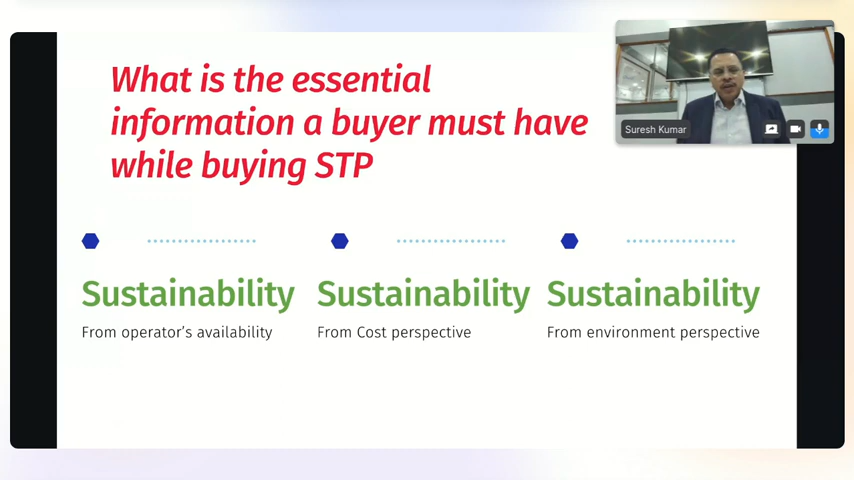 What is the essential
information a buyer must have
while buying STP
Suresh Kumar
Sustainability
From operator's availability
Sustainability
From Cost perspective
Sustainability
From environment perspective